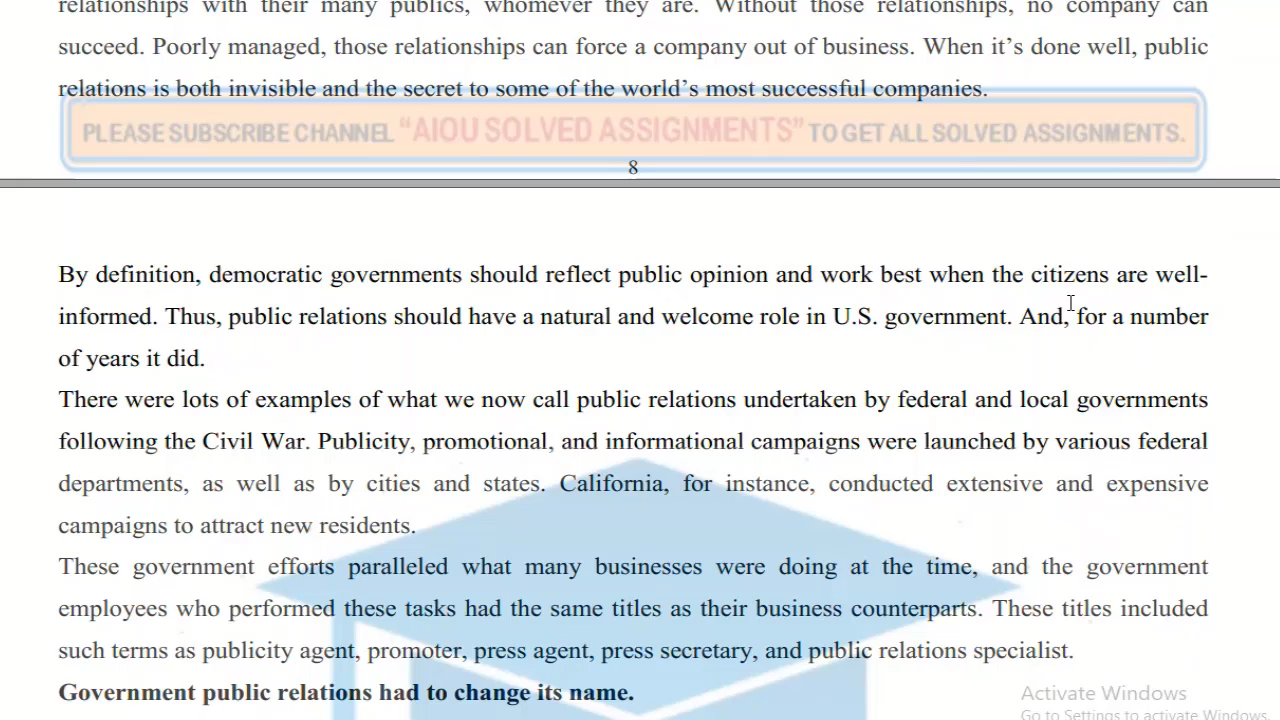 relationships with their many publics, whomever they are. Without those relationships, no company can
succeed. Poorly managed, those relationships can force a company out of business. When it's done well, public
relations is both invisible and the secret to some of the world's most successful companies.
PLEASE SUBSCRIBE CHANNEL "AIOU SOLVED ASSIGNMENTS" TO GET ALL SOLVED ASSIGNMENTS.
8
By definition, democratic governments should reflect public opinion and work best when the citizens are well-
informed. Thus, public relations should have a natural and welcome role in U.S. government. And, for a number
of years it did.
There were lots of examples of what we now call public relations undertaken by federal and local governments
following the Civil War. Publicity, promotional, and informational campaigns were launched by various federal
departments, as well as by cities and states. California, for instance, conducted extensive and expensive
campaigns to attract new residents.
These government efforts paralleled what many businesses were doing at the time, and the government
employees who performed these tasks had the same titles as their business counterparts. These titles included
such terms as publicity agent, promoter, press agent, press secretary, and public relations specialist.
Government public relations had to change its name.
Activate Windows
Go to Settings to activate Windows.